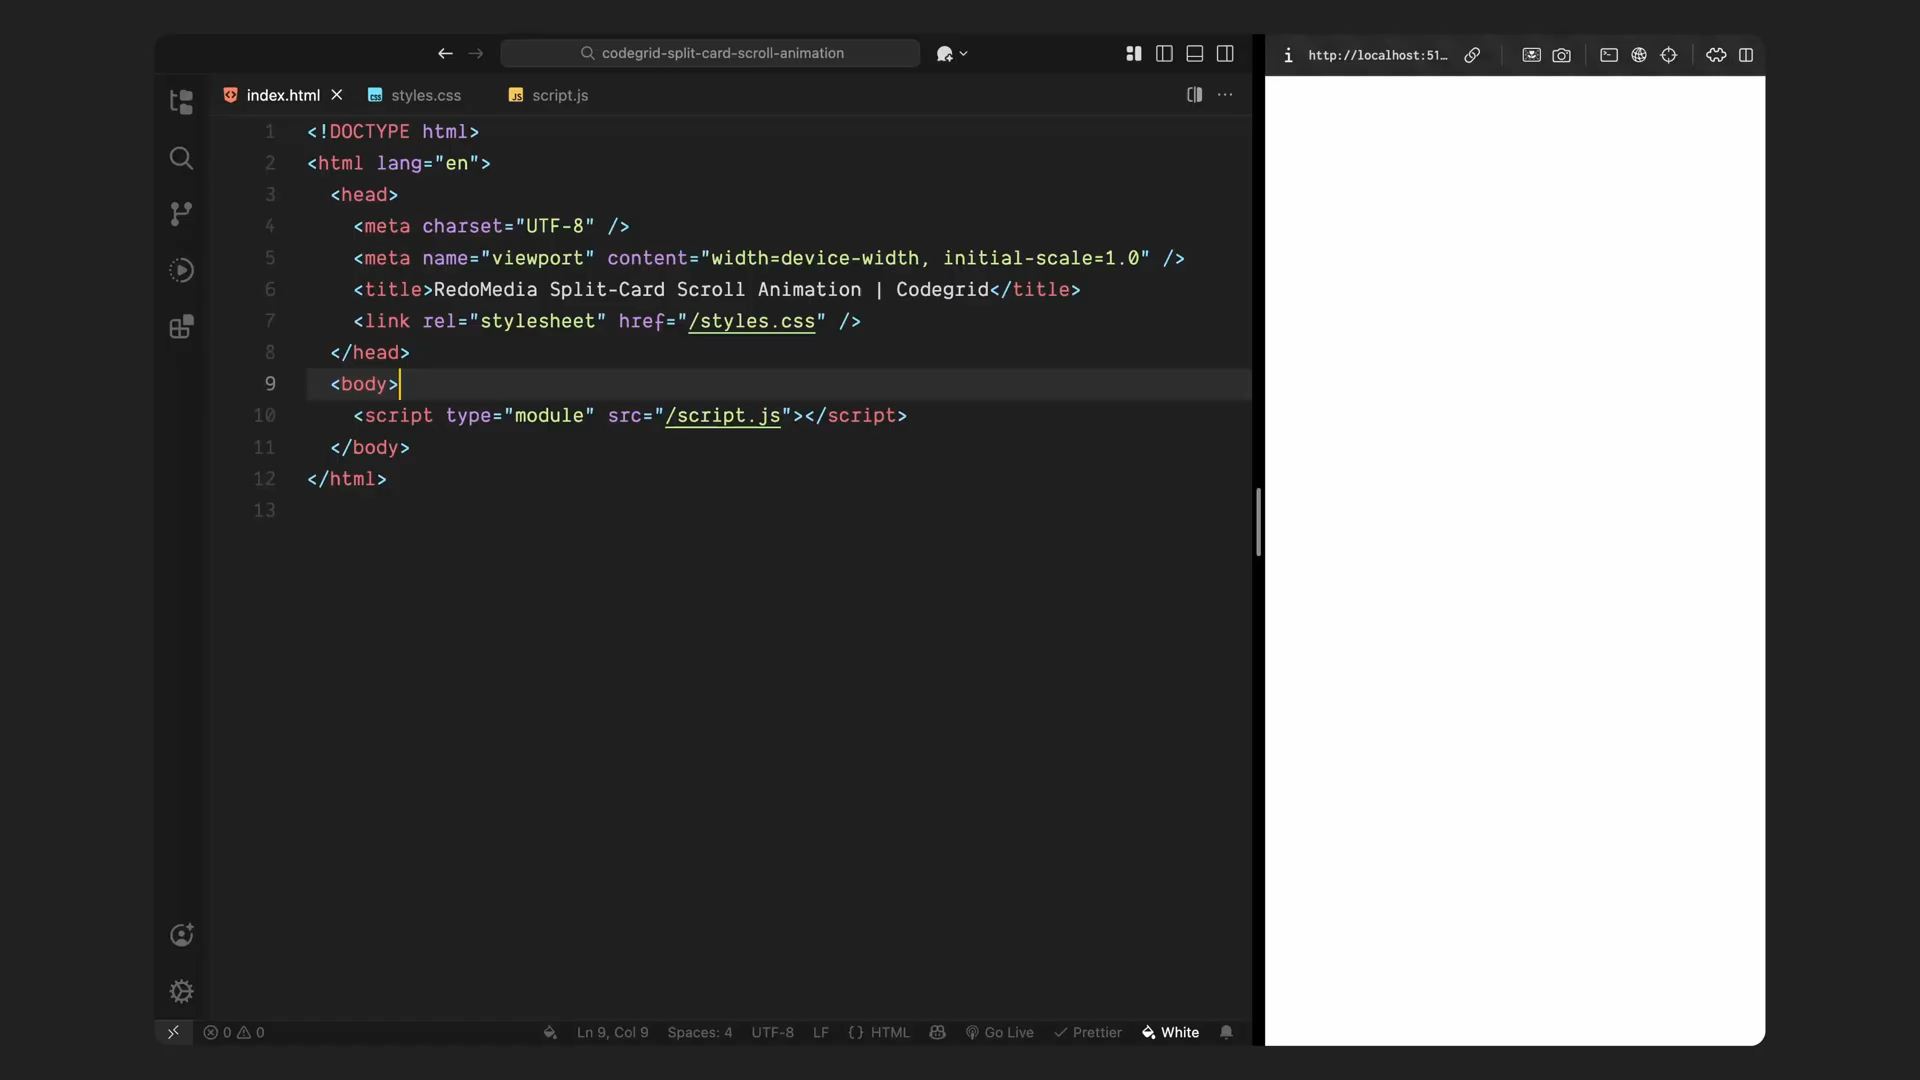 codegrid-split-card-scroll-animation
http://localhost:51…
index.html
styles.css
script.js
1 <!DOCTYPE html>
2 <html lang="en">
3 <head>
4 <meta charset="UTF-8" />
5 <meta name="viewport" content="width=device-width, initial-scale=1.0" />
6 <title>RedoMedia Split-Card Scroll Animation | Codegrid</title>
7 <link rel="stylesheet" href="/styles.css" />
8 </head>
9 <body>
10 <script type="module" src="/script.js"></script>
11 </body>
12 </html>
13
0 0
Ln 9, Col 9
Spaces: 4
UTF-8
LF
{} HTML
Go Live
Prettier
White